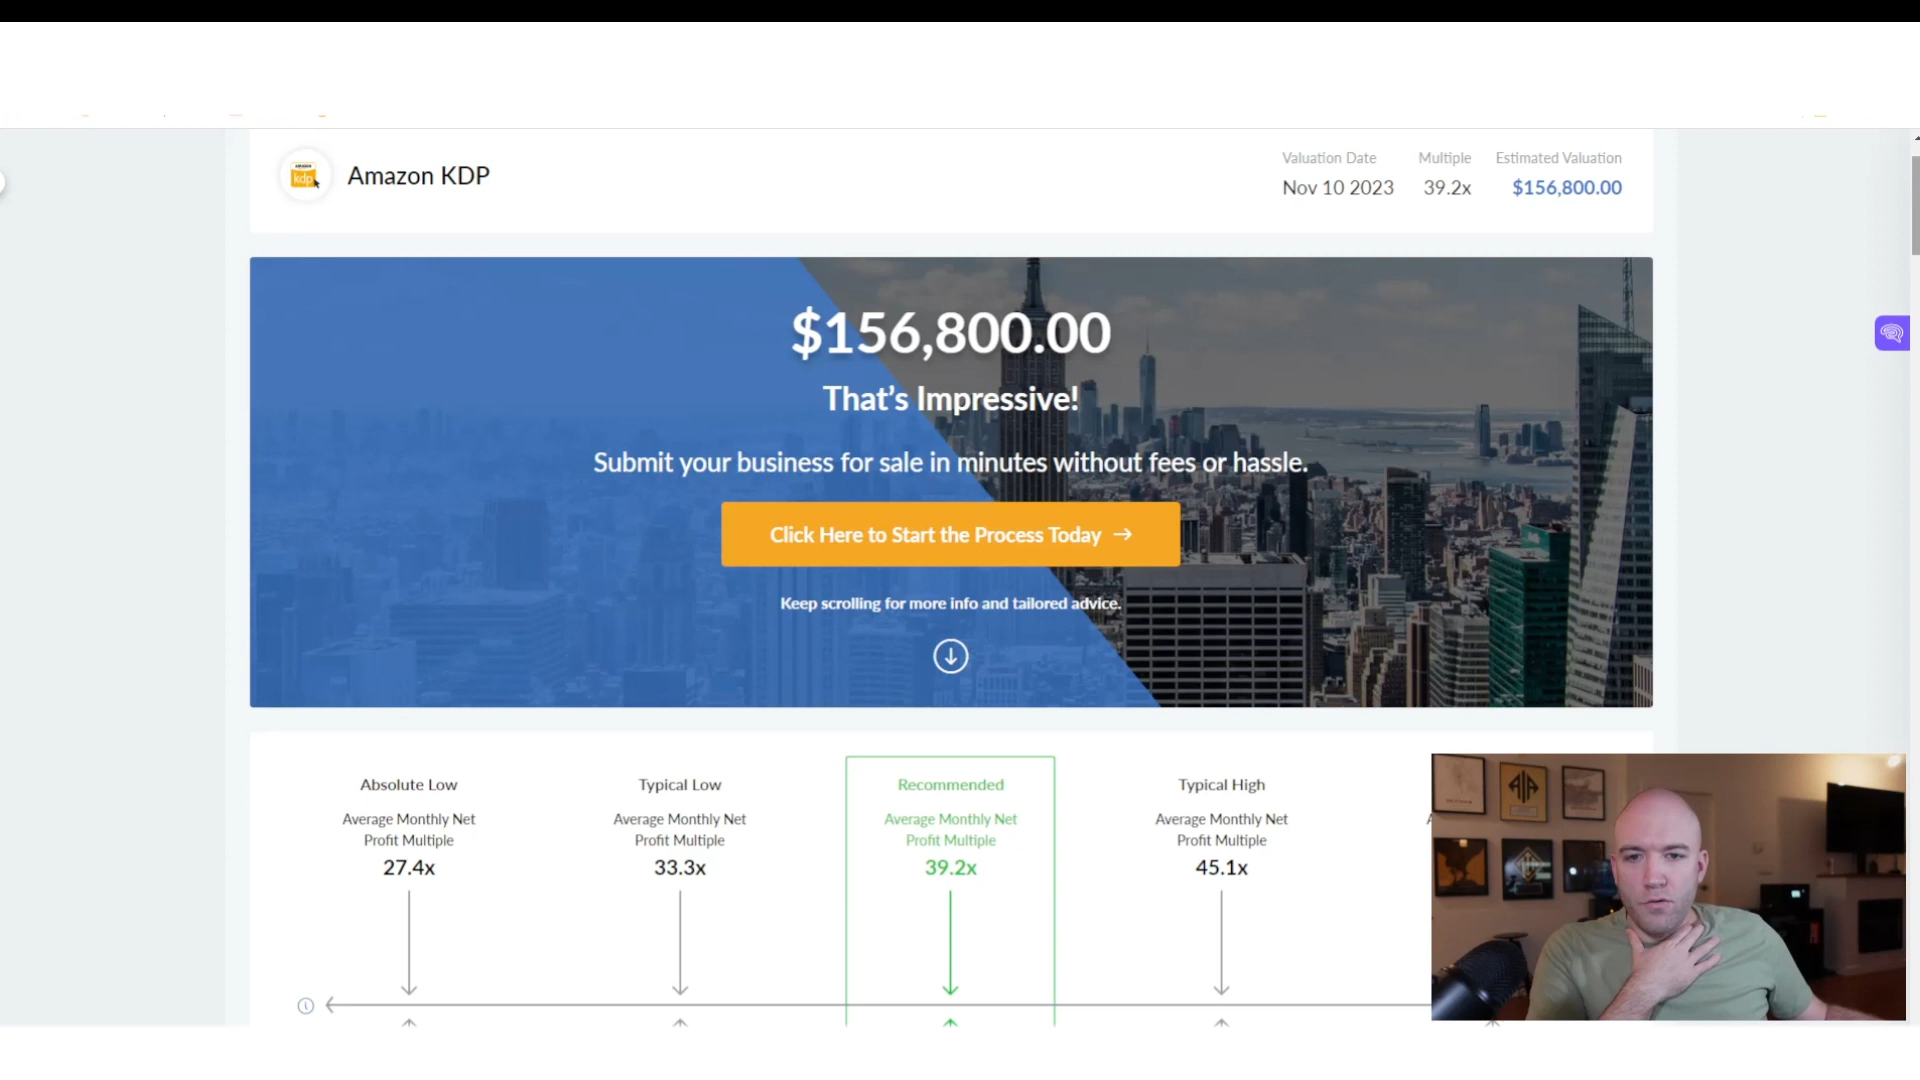 amazon
kdp
Amazon KDP
Valuation Date
Nov 10 2023
Multiple
39.2x
Estimated Valuation
$156,800.00
$156,800.00
That's Impressive!
Submit your business for sale in minutes without fees or hassle.
Click Here to Start the Process Today →
Keep scrolling for more info and tailored advice.
Absolute Low
Average Monthly Net
Profit Multiple
27.4x
Typical Low
Average Monthly Net
Profit Multiple
33.3x
Recommended
Average Monthly Net
Profit Multiple
39.2x
Typical High
Average Monthly Net
Profit Multiple
45.1x